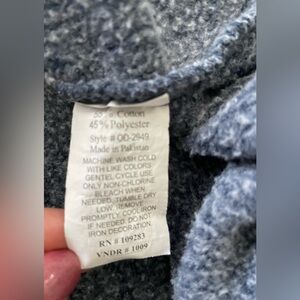 Cotton
45% Polyester
Style # OD-2949
Made in Pakistan
MACHINE WASH COLD
WITH LIKE COLORS
GENTEL CYCLE USE
ONLY NON-CHLORINE
BLEACH WHEN
NEEDED, TUMBLE DRY
LOW, REMOVE
PROMPTLY, COOL IRON
IF NEEDED, DO NOT
IRON DECORATION.
RN # 109283
VNDR # 1009